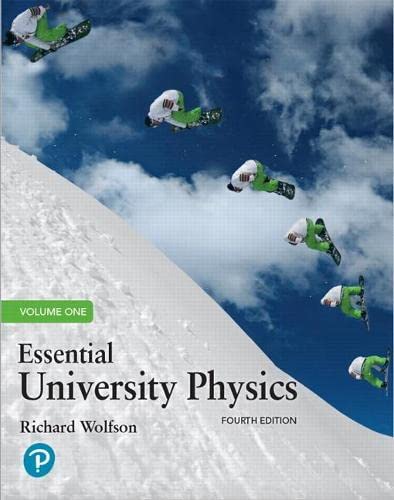 VOLUME ONE
Essential
University Physics
FOURTH EDITION
Richard Wolfson
P